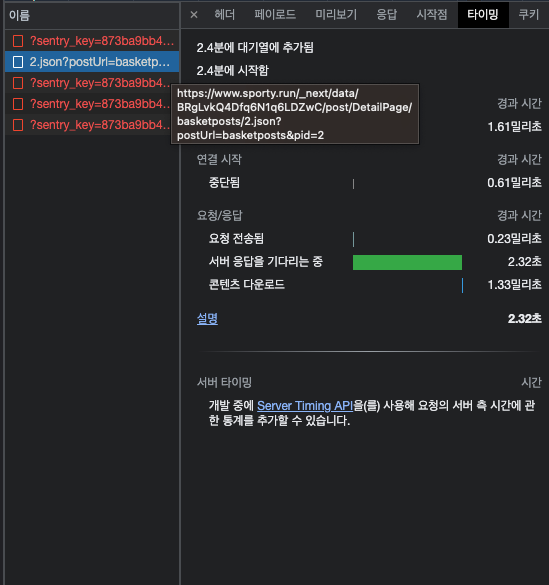 이름
× 헤더 페이로드 미리보기 응답 시작점 타이밍 쿠키
?sentry_key=873ba9bb4...
2.json?postUrl=basketp...
?sentry_key=873ba9bb4...
?sentry_key=873ba9bb4...
?sentry_key=873ba9bb4...
2.4분에 대기열에 추가됨
2.4분에 시작함
https://www.sporty.run/_next/data/
BRgLvkQ4Dfq6N1q6LDZwC/post/DetailPage/
basketposts/2.json?
postUrl=basketposts&pid=2
경과 시간
1.61밀리초
연결 시작 경과 시간
중단됨 0.61밀리초
요청/응답 경과 시간
요청 전송됨 0.23밀리초
서버 응답을 기다리는 중 2.32초
콘텐츠 다운로드 1.33밀리초
설명 2.32초
서버 타이밍 시간
개발 중에 Server Timing API을(를) 사용해 요청의 서버 측 시간에 관
한 통계를 추가할 수 있습니다.